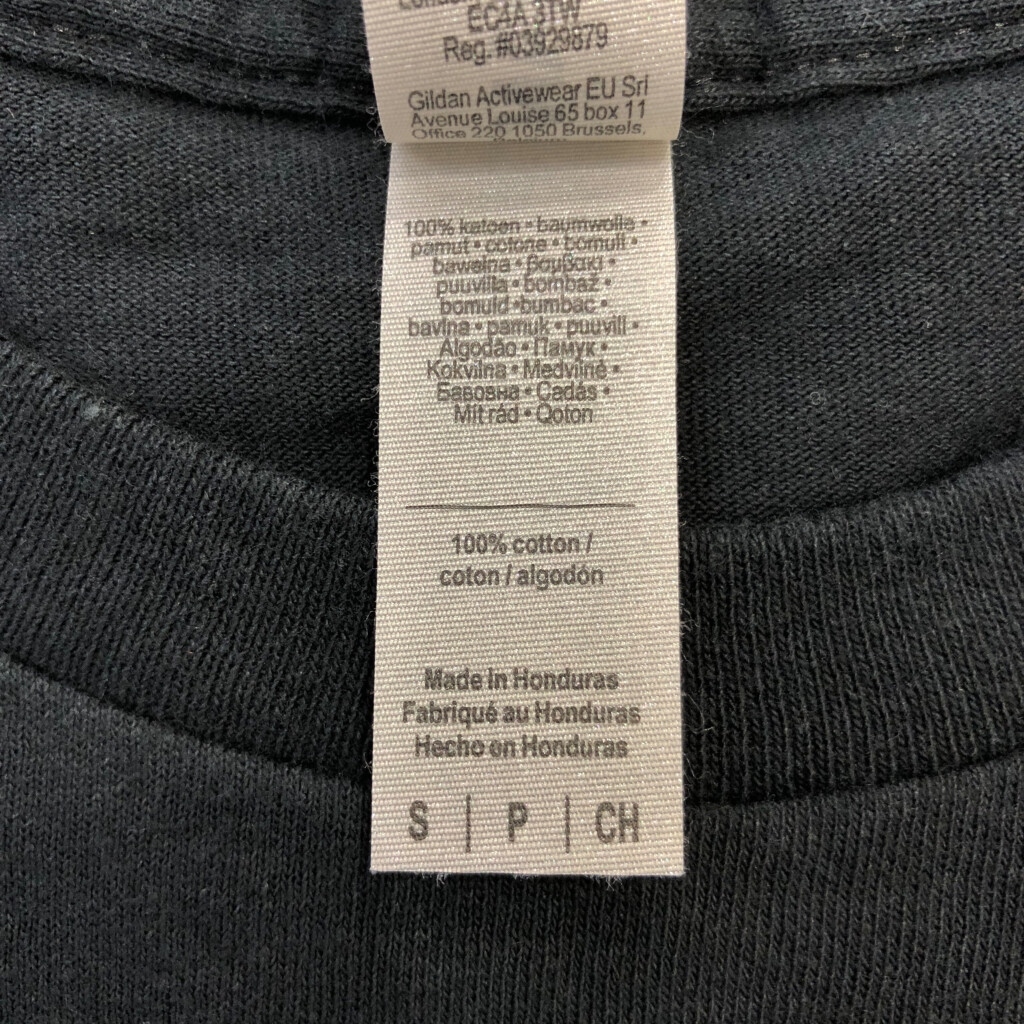 EC4A 3TW
Reg. #03929879
Gildan Activewear EU Srl
Avenue Louise 65 box 11
Office 220 1050 Brussels,
100% katoen • baumwolle •
pamut • cotone • bomull •
bawełna • βαμβακι •
puuvilla • bombaž •
bomuld • bumbac •
bavlna • pamuk • puuvill •
Algodão • Памук •
Kokvilna • Medvilnė •
Бавовна • Cadás •
Mit rád • Qoton
100% cotton /
coton / algodón
Made in Honduras
Fabriqué au Honduras
Hecho en Honduras
S | P | CH